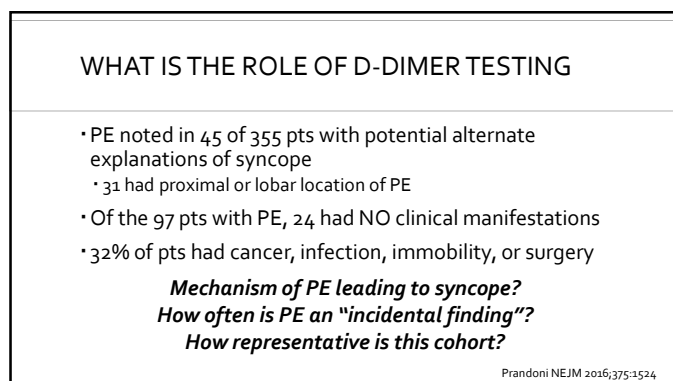 WHAT IS THE ROLE OF D-DIMER TESTING
▪ PE noted in 45 of 355 pts with potential alternate
explanations of syncope
▪ 31 had proximal or lobar location of PE
▪ Of the 97 pts with PE, 24 had NO clinical manifestations
▪ 32% of pts had cancer, infection, immobility, or surgery
Mechanism of PE leading to syncope?
How often is PE an “incidental finding”?
How representative is this cohort?
Prandoni NEJM 2016;375:1524